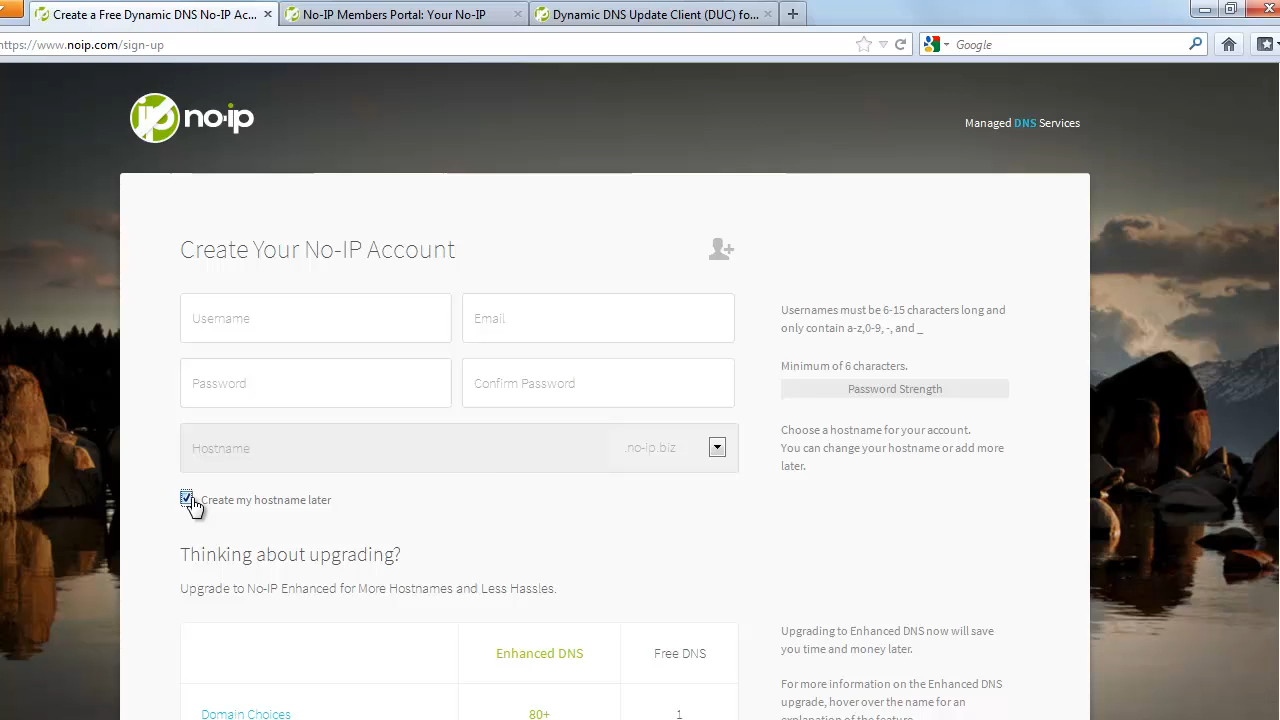 Create a Free Dynamic DNS No-IP Ac...
No-IP Members Portal: Your No-IP
Dynamic DNS Update Client (DUC) fo...
https://www.noip.com/sign-up
Google
no-ip
Managed DNS Services
Create Your No-IP Account
Username
Email
Usernames must be 6-15 characters long and
only contain a-z,0-9, -, and _
Password
Confirm Password
Minimum of 6 characters.
Password Strength
Hostname
.no-ip.biz
Choose a hostname for your account.
You can change your hostname or add more
later.
Create my hostname later
Thinking about upgrading?
Upgrade to No-IP Enhanced for More Hostnames and Less Hassles.
Enhanced DNS
Free DNS
Upgrading to Enhanced DNS now will save
you time and money later.
For more information on the Enhanced DNS
upgrade, hover over the name for an
explanation of the feature.
Domain Choices
80+
1